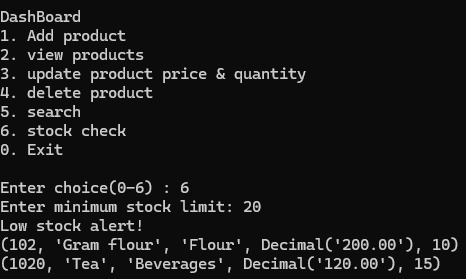 DashBoard
1. Add product
2. view products
3. update product price & quantity
4. delete product
5. search
6. stock check
0. Exit
Enter choice(0-6) : 6
Enter minimum stock limit: 20
Low stock alert!
(102, 'Gram flour', 'Flour', Decimal('200.00'), 10)
(1020, 'Tea', 'Beverages', Decimal('120.00'), 15)